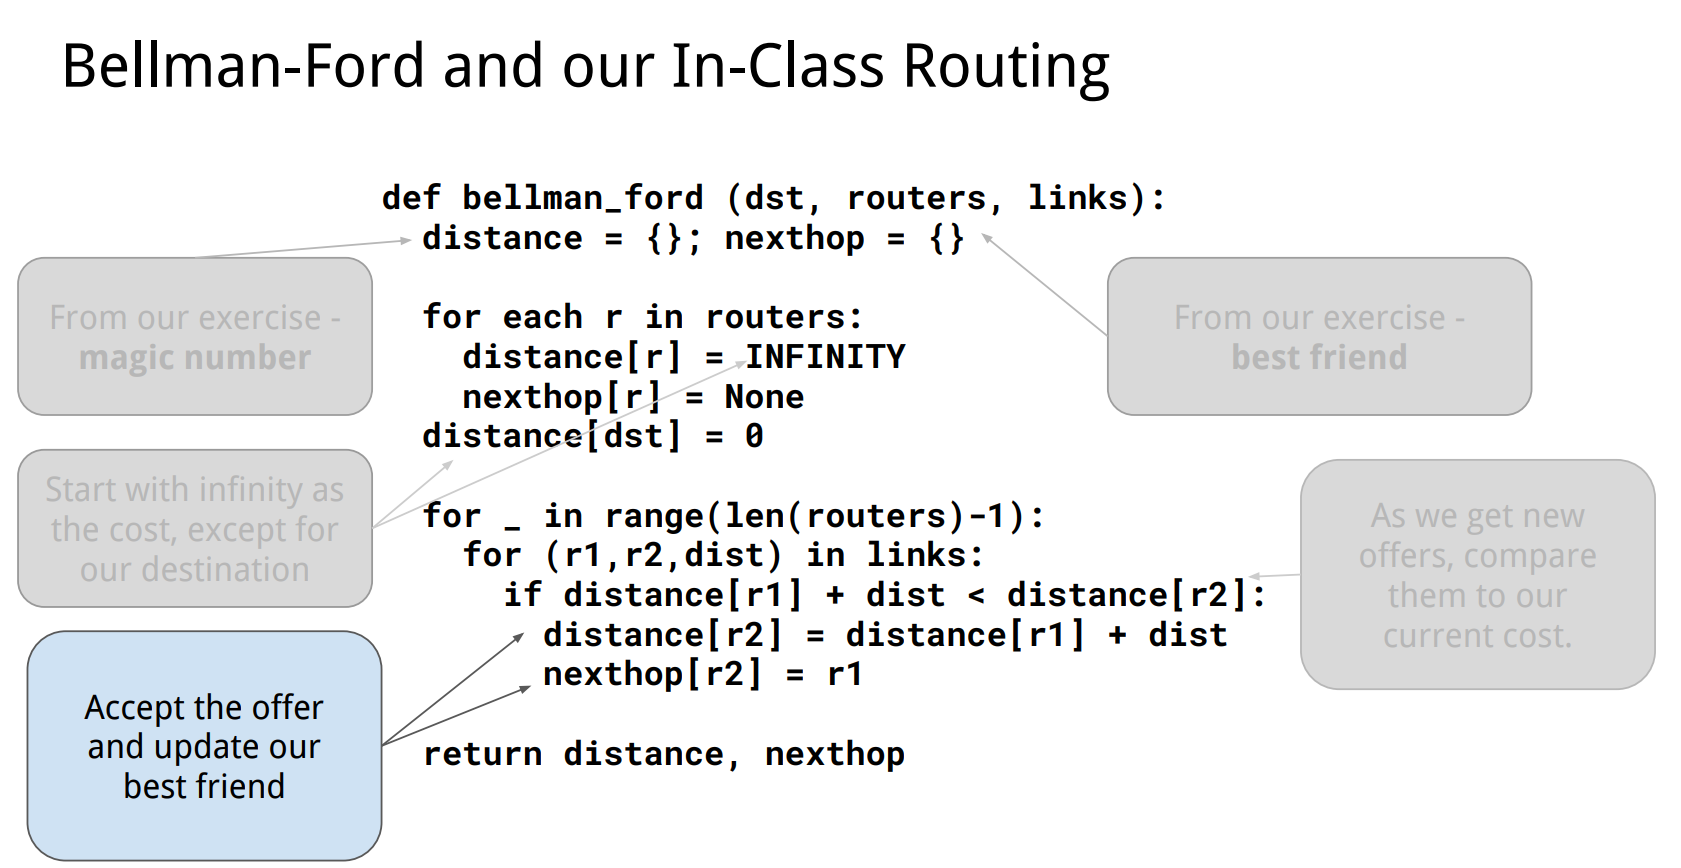 Bellman-Ford and our In-Class Routing
def bellman_ford (dst, routers, links):
distance = {}; nexthop = {}
From our exercise -
magic number
From our exercise -
best friend
for each r in routers:
distance[r] = INFINITY
nexthop[r] = None
distance[dst] = 0
Start with infinity as
the cost, except for
our destination
for _ in range(len(routers)-1):
for (r1,r2,dist) in links:
if distance[r1] + dist < distance[r2]:
distance[r2] = distance[r1] + dist
nexthop[r2] = r1
As we get new
offers, compare
them to our
current cost.
Accept the offer
and update our
best friend
return distance, nexthop